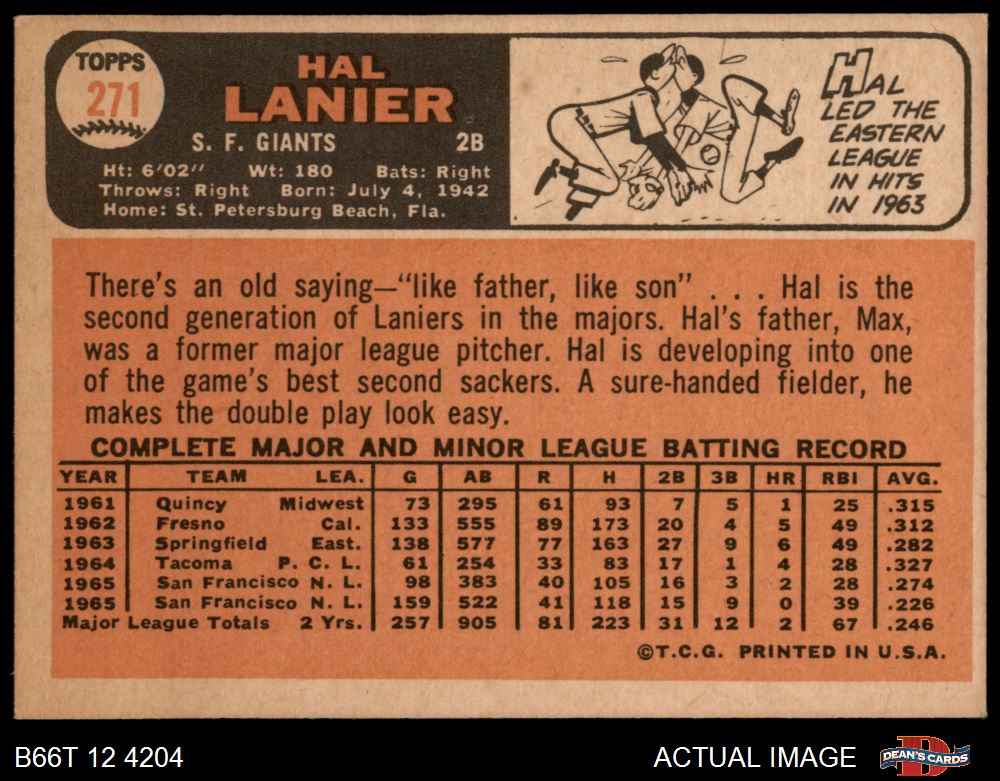 TOPPS
271
HAL
LANIER
S. F. GIANTS 2B
Ht: 6'02" Wt: 180 Bats: Right
Throws: Right Born: July 4, 1942
Home: St. Petersburg Beach, Fla.
HAL
LED THE
EASTERN
LEAGUE
IN HITS
IN 1963
There's an old saying—"like father, like son" . . . Hal is the
second generation of Laniers in the majors. Hal's father, Max,
was a former major league pitcher. Hal is developing into one
of the game's best second sackers. A sure-handed fielder, he
makes the double play look easy.
COMPLETE MAJOR AND MINOR LEAGUE BATTING RECORD
YEAR TEAM LEA. G AB R H 2B 3B HR RBI AVG.
1961 Quincy Midwest 73 295 61 93 7 5 1 25 .315
1962 Fresno Cal. 133 555 89 173 20 4 5 49 .312
1963 Springfield East. 138 577 77 163 27 9 6 49 .282
1964 Tacoma P. C. L. 61 254 33 83 17 1 4 28 .327
1965 San Francisco N. L. 98 383 40 105 16 3 2 28 .274
1965 San Francisco N. L. 159 522 41 118 15 9 0 39 .226
Major League Totals 2 Yrs. 257 905 81 223 31 12 2 67 .246
©T.C.G. PRINTED IN U.S.A.
B66T 12 4204 ACTUAL IMAGE DEAN'S CARDS